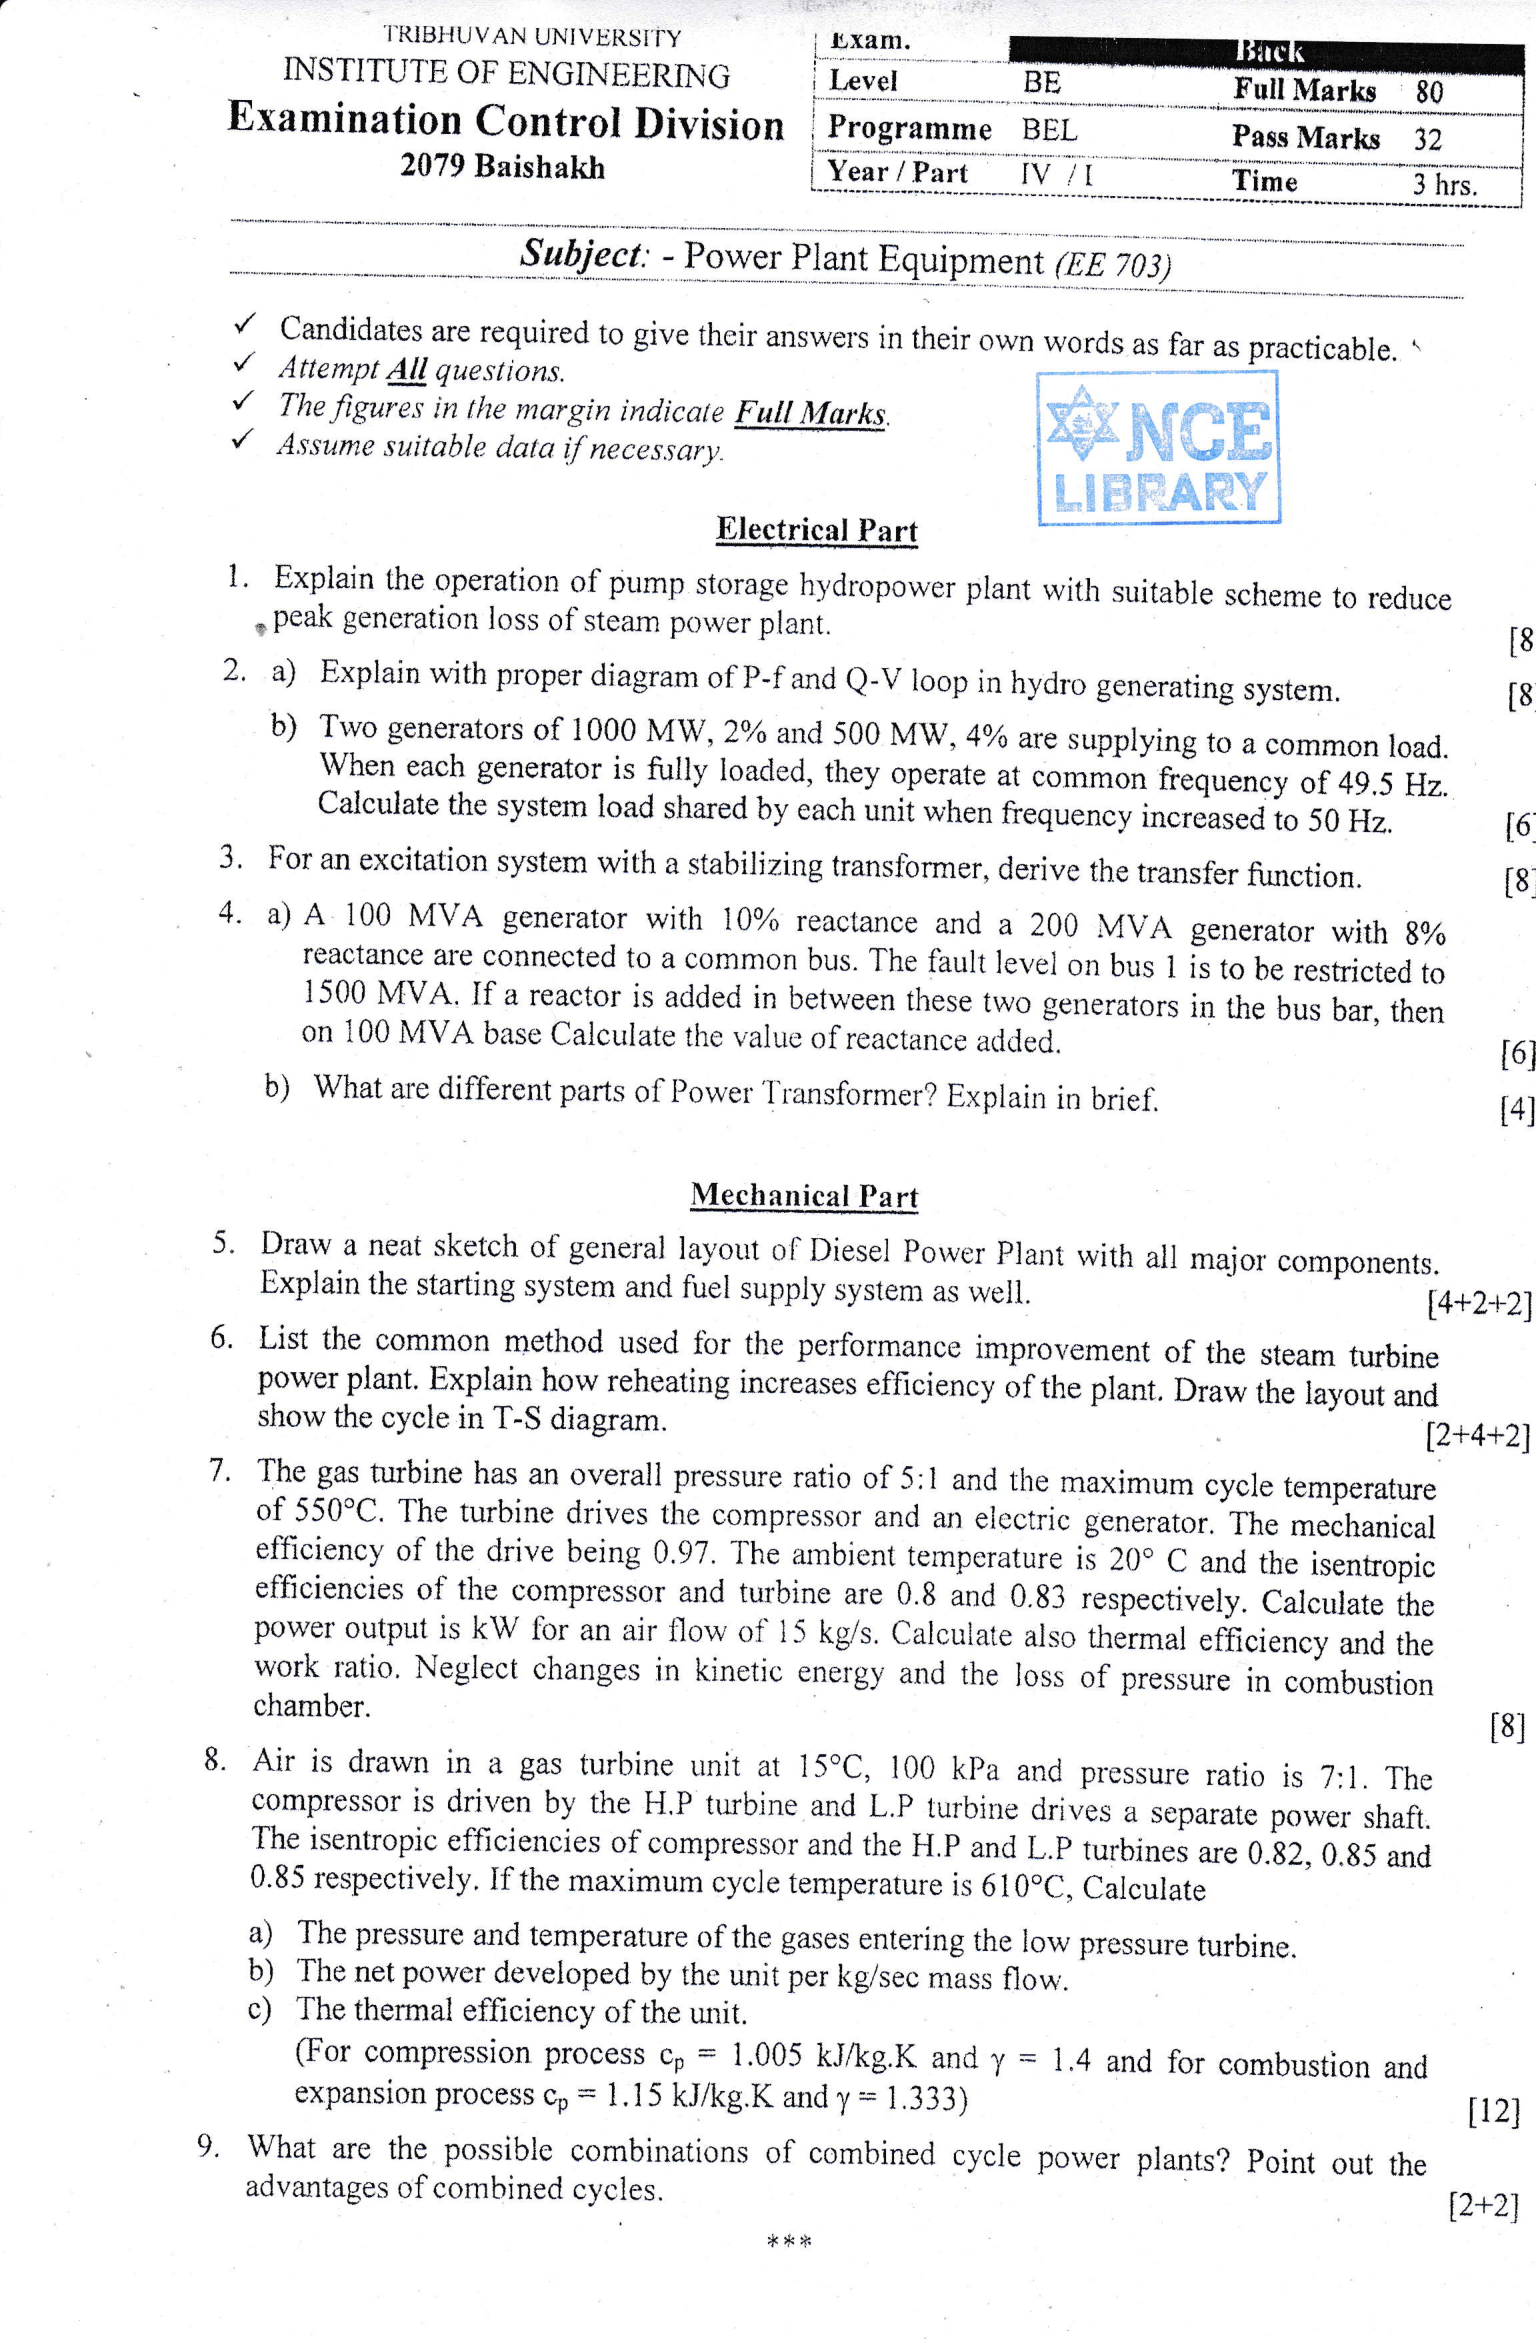 TRIBHUVAN UNIVERSITY
INSTITUTE OF ENGINEERING
Examination Control Division
2079 Baishakh
Exam. Back
Level BE Full Marks 80
Programme BEL Pass Marks 32
Year / Part IV / I Time 3 hrs.
Subject: - Power Plant Equipment (EE 703)
✓ Candidates are required to give their answers in their own words as far as practicable.
✓ Attempt All questions.
✓ The figures in the margin indicate Full Marks.
✓ Assume suitable data if necessary.
NCE
LIBRARY
Electrical Part
1. Explain the operation of pump storage hydropower plant with suitable scheme to reduce
peak generation loss of steam power plant. [8
2. a) Explain with proper diagram of P-f and Q-V loop in hydro generating system. [8]
b) Two generators of 1000 MW, 2% and 500 MW, 4% are supplying to a common load.
When each generator is fully loaded, they operate at common frequency of 49.5 Hz.
Calculate the system load shared by each unit when frequency increased to 50 Hz. [6]
3. For an excitation system with a stabilizing transformer, derive the transfer function. [8]
4. a) A 100 MVA generator with 10% reactance and a 200 MVA generator with 8%
reactance are connected to a common bus. The fault level on bus 1 is to be restricted to
1500 MVA. If a reactor is added in between these two generators in the bus bar, then
on 100 MVA base Calculate the value of reactance added. [6]
b) What are different parts of Power Transformer? Explain in brief. [4]
Mechanical Part
5. Draw a neat sketch of general layout of Diesel Power Plant with all major components.
Explain the starting system and fuel supply system as well. [4+2+2]
6. List the common method used for the performance improvement of the steam turbine
power plant. Explain how reheating increases efficiency of the plant. Draw the layout and
show the cycle in T-S diagram. [2+4+2]
7. The gas turbine has an overall pressure ratio of 5:1 and the maximum cycle temperature
of 550°C. The turbine drives the compressor and an electric generator. The mechanical
efficiency of the drive being 0.97. The ambient temperature is 20° C and the isentropic
efficiencies of the compressor and turbine are 0.8 and 0.83 respectively. Calculate the
power output is kW for an air flow of 15 kg/s. Calculate also thermal efficiency and the
work ratio. Neglect changes in kinetic energy and the loss of pressure in combustion
chamber. [8]
8. Air is drawn in a gas turbine unit at 15°C, 100 kPa and pressure ratio is 7:1. The
compressor is driven by the H.P turbine and L.P turbine drives a separate power shaft.
The isentropic efficiencies of compressor and the H.P and L.P turbines are 0.82, 0.85 and
0.85 respectively. If the maximum cycle temperature is 610°C, Calculate
a) The pressure and temperature of the gases entering the low pressure turbine.
b) The net power developed by the unit per kg/sec mass flow.
c) The thermal efficiency of the unit.
(For compression process cp = 1.005 kJ/kg.K and γ = 1.4 and for combustion and
expansion process cp = 1.15 kJ/kg.K and γ = 1.333) [12]
9. What are the possible combinations of combined cycle power plants? Point out the
advantages of combined cycles. [2+2]
***